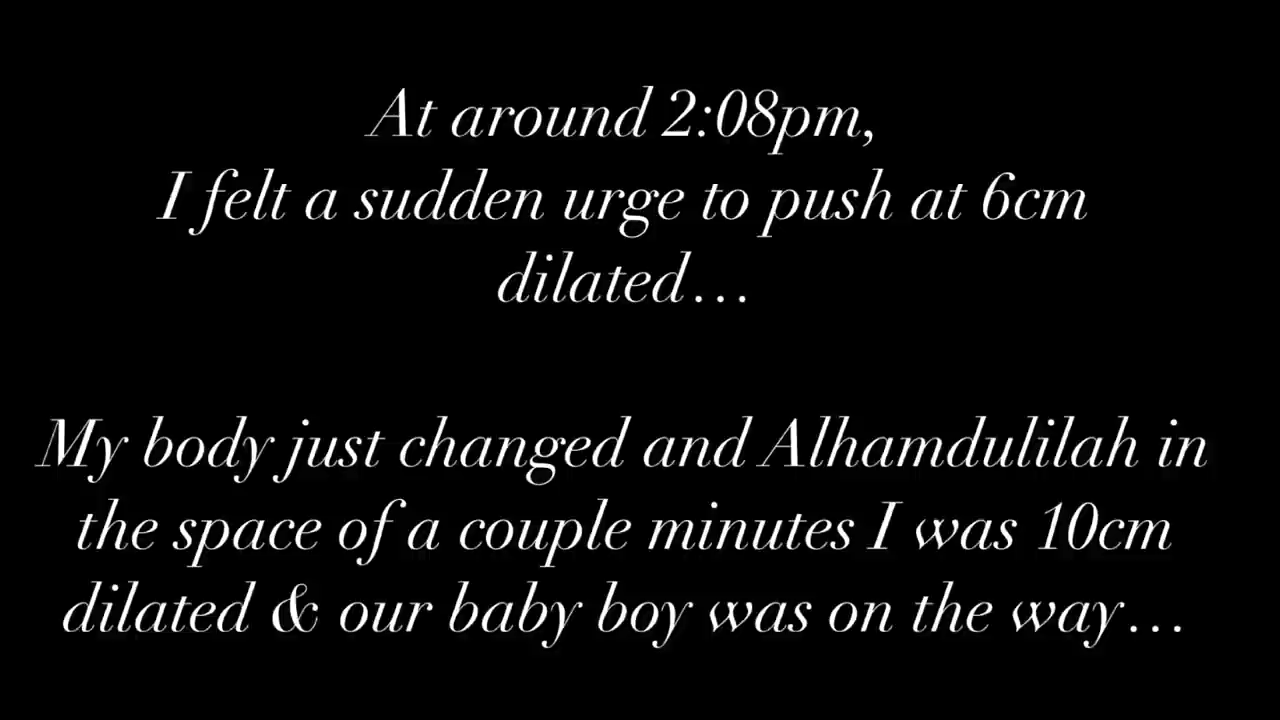 At around 2:08pm,
I felt a sudden urge to push at 6cm
dilated...
My body just changed and Alhamdulilah in
the space of a couple minutes I was 10cm
dilated & our baby boy was on the way...